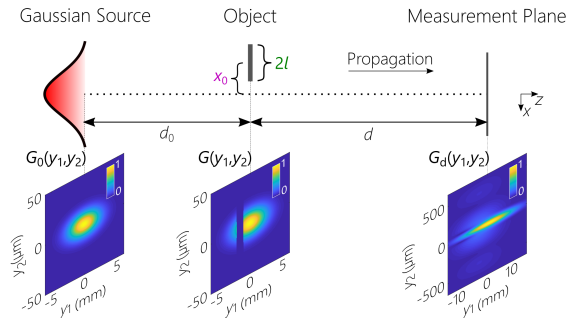 Gaussian Source
Object
Measurement Plane
x₀
2l
Propagation
z
x
d₀
d
G₀(y₁,y₂)
G(y₁,y₂)
G_d(y₁,y₂)
1
0
1
0
1
0
50
0
-50
y₂(μm)
-5
0
5
y₁ (mm)
50
0
-50
y₂ (μm)
-5
0
5
y₁ (mm)
500
0
-500
y₂ (μm)
-10
0
10
y₁ (mm)